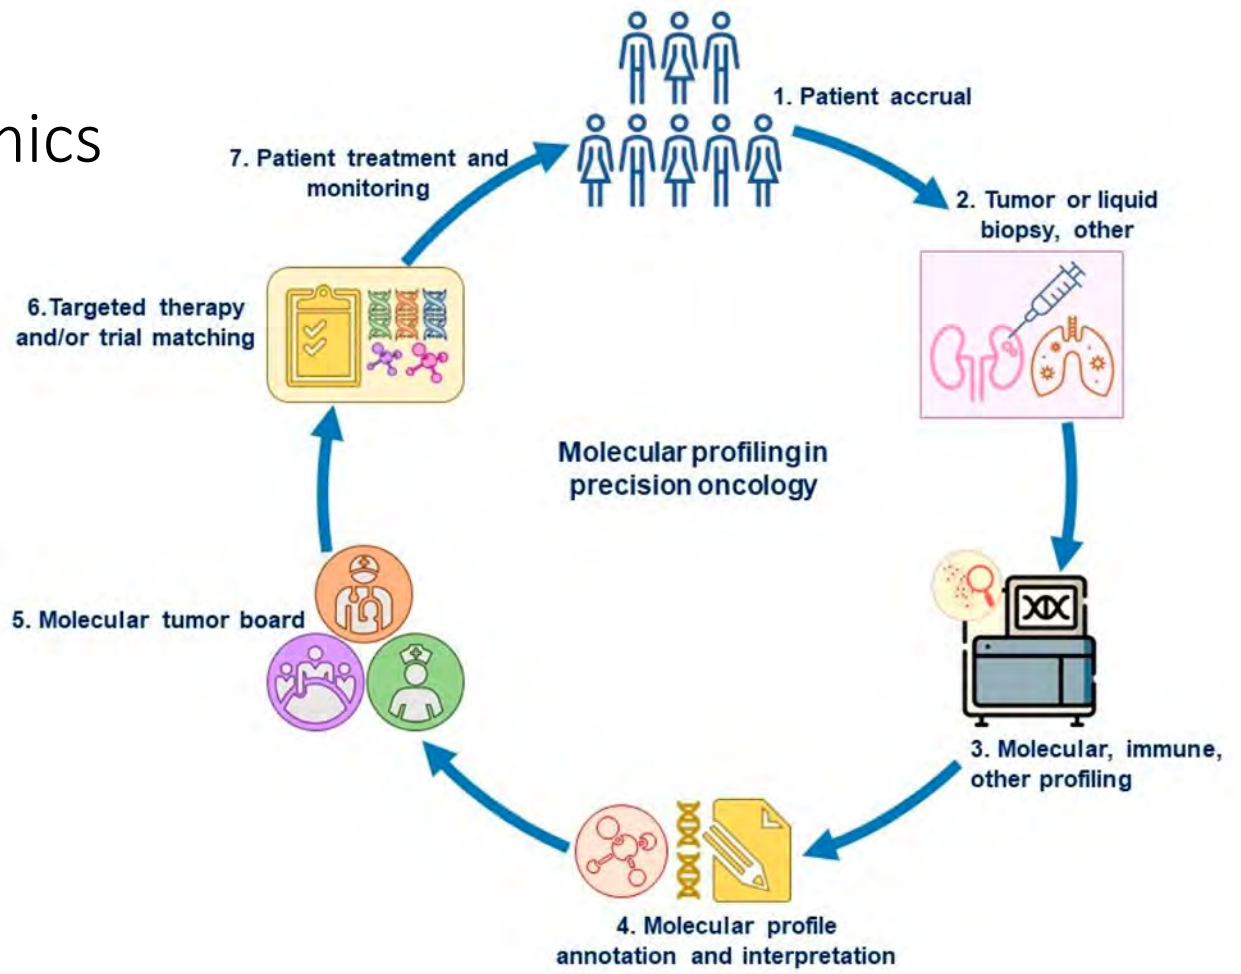 nics
1. Patient accrual
7. Patient treatment and
monitoring
2. Tumor or liquid
biopsy, other
6.Targeted therapy
and/or trial matching
Molecular profiling in
precision oncology
5. Molecular tumor board
3. Molecular, immune,
other profiling
4. Molecular profile
annotation and interpretation